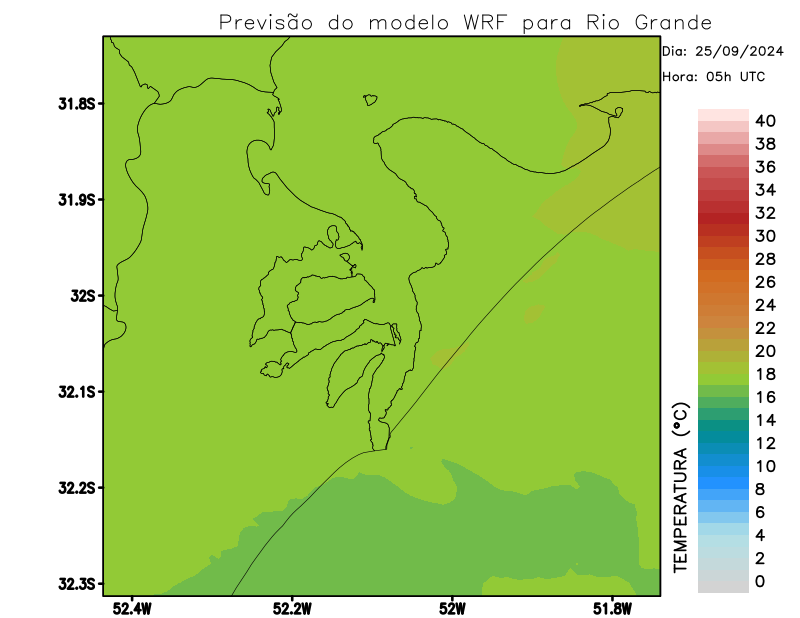 Previsão do modelo WRF para Rio Grande
Dia: 25/09/2024
Hora: 05h UTC
31.8S
31.9S
32S
32.1S
32.2S
32.3S
52.4W
52.2W
52W
51.8W
40
38
36
34
32
30
28
26
24
22
20
18
16
14
12
10
8
6
4
2
0
TEMPERATURA (°C)